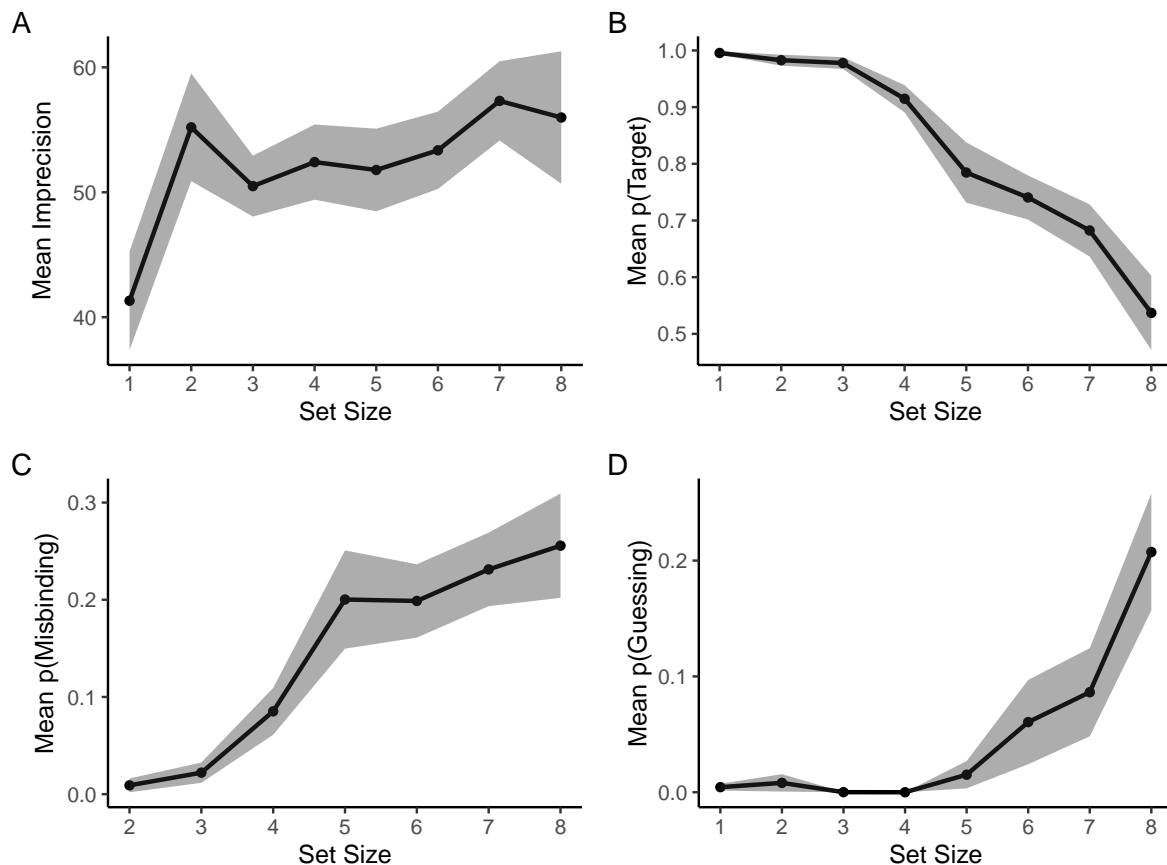 A
Mean Imprecision
60
50
40
1 2 3 4 5 6 7 8
Set Size
B
Mean p(Target)
1.0
0.9
0.8
0.7
0.6
0.5
1 2 3 4 5 6 7 8
Set Size
C
Mean p(Misbinding)
0.3
0.2
0.1
0.0
2 3 4 5 6 7 8
Set Size
D
Mean p(Guessing)
0.2
0.1
0.0
1 2 3 4 5 6 7 8
Set Size